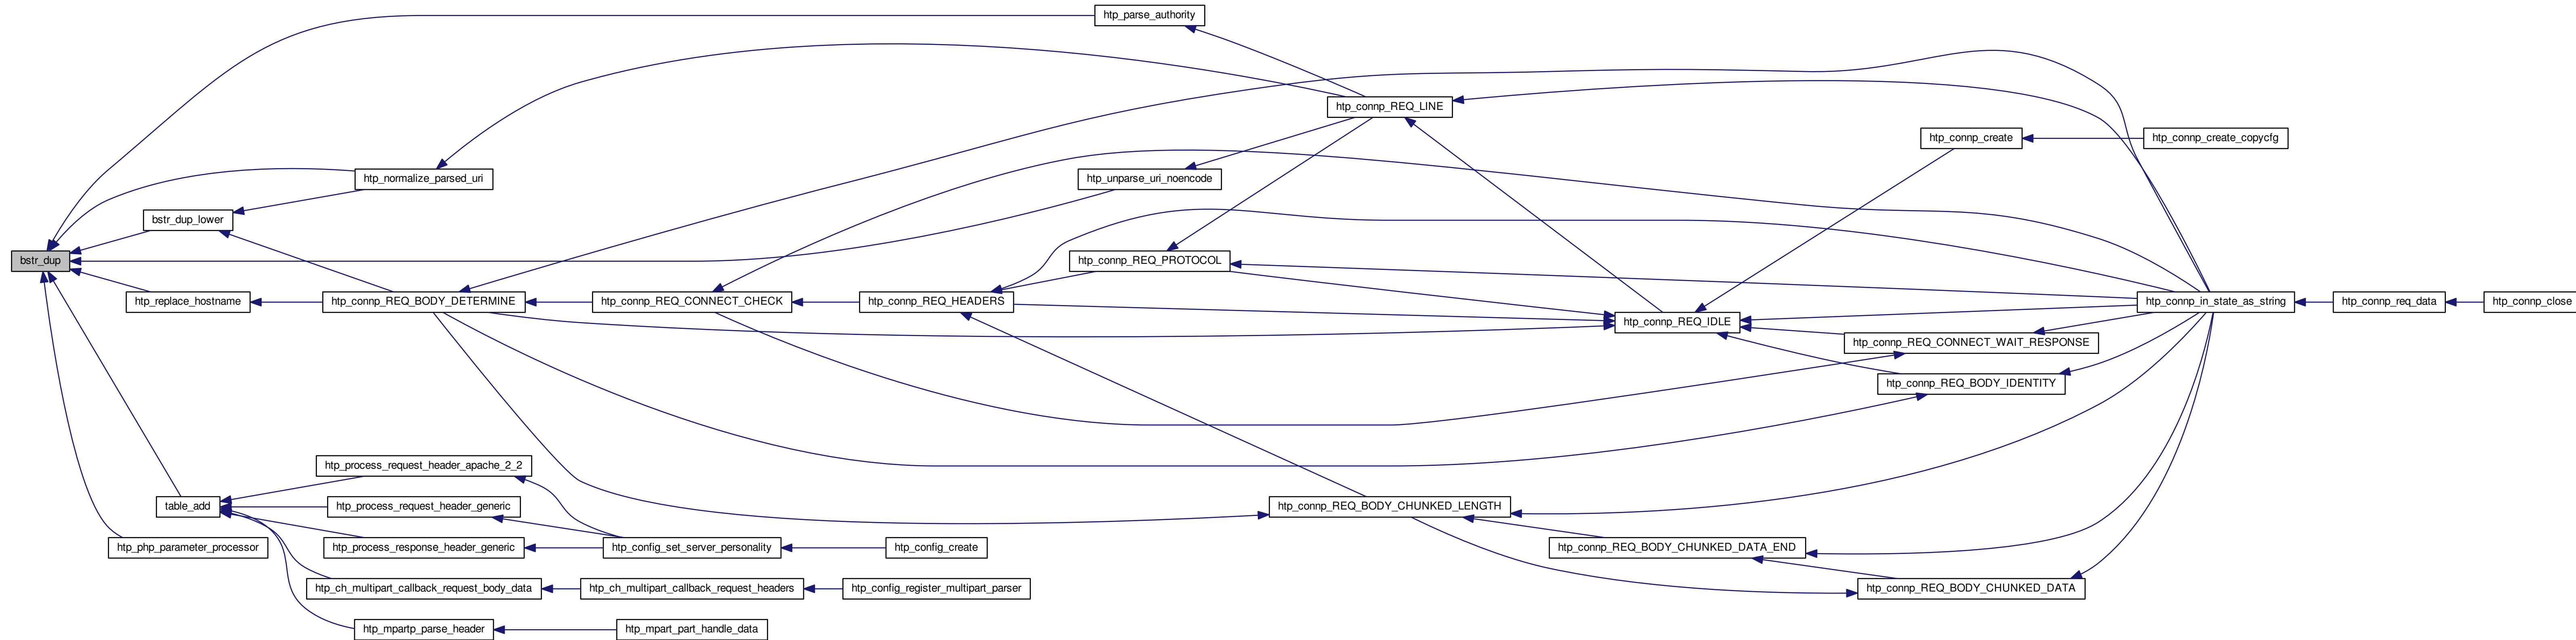 htp_parse_authority
htp_connp_REQ_LINE
htp_connp_create
htp_connp_create_copycfg
htp_normalize_parsed_uri
htp_unparse_uri_noencode
bstr_dup_lower
bstr_dup
htp_connp_REQ_PROTOCOL
htp_replace_hostname
htp_connp_REQ_BODY_DETERMINE
htp_connp_REQ_CONNECT_CHECK
htp_connp_REQ_HEADERS
htp_connp_in_state_as_string
htp_connp_req_data
htp_connp_close
htp_connp_REQ_IDLE
htp_connp_REQ_CONNECT_WAIT_RESPONSE
htp_connp_REQ_BODY_IDENTITY
htp_process_request_header_apache_2_2
table_add
htp_process_request_header_generic
htp_connp_REQ_BODY_CHUNKED_LENGTH
htp_php_parameter_processor
htp_process_response_header_generic
htp_config_set_server_personality
htp_config_create
htp_connp_REQ_BODY_CHUNKED_DATA_END
htp_ch_multipart_callback_request_body_data
htp_ch_multipart_callback_request_headers
htp_config_register_multipart_parser
htp_connp_REQ_BODY_CHUNKED_DATA
htp_mpartp_parse_header
htp_mpart_part_handle_data